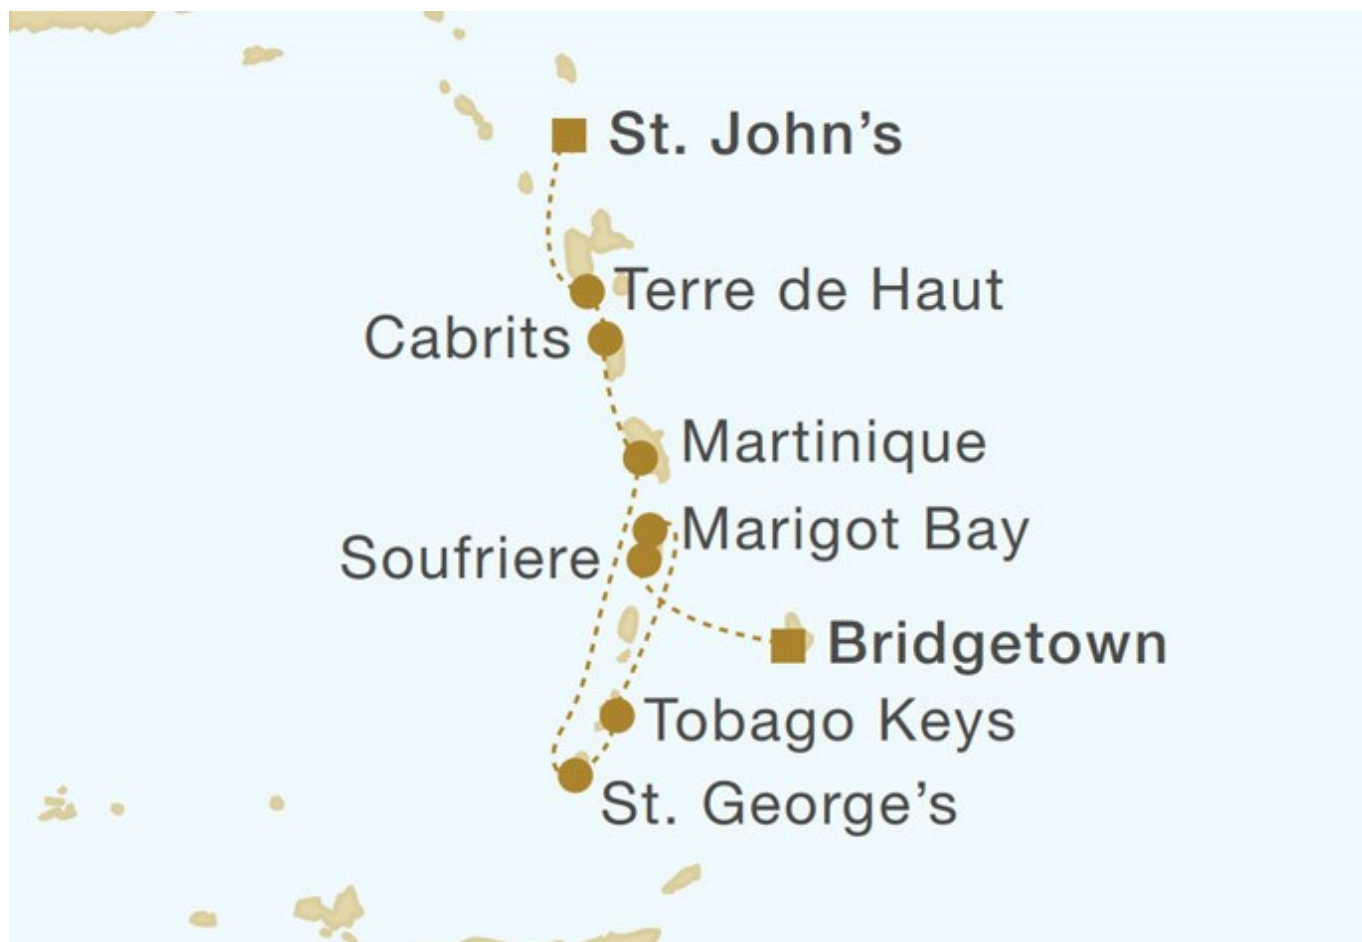 St. John’s
Terre de Haut
Cabrits
Martinique
Marigot Bay
Soufriere
Bridgetown
Tobago Keys
St. George’s